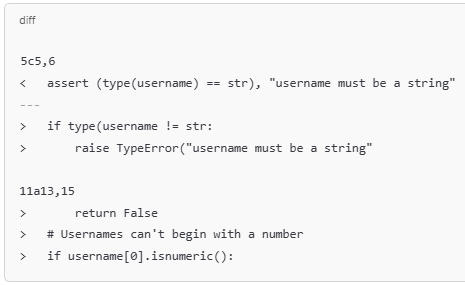 diff
5c5,6
<   assert (type(username) == str), "username must be a string"
---
>   if type(username != str:
>       raise TypeError("username must be a string"
11a13,15
>       return False
>   # Usernames can't begin with a number
>   if username[0].isnumeric():